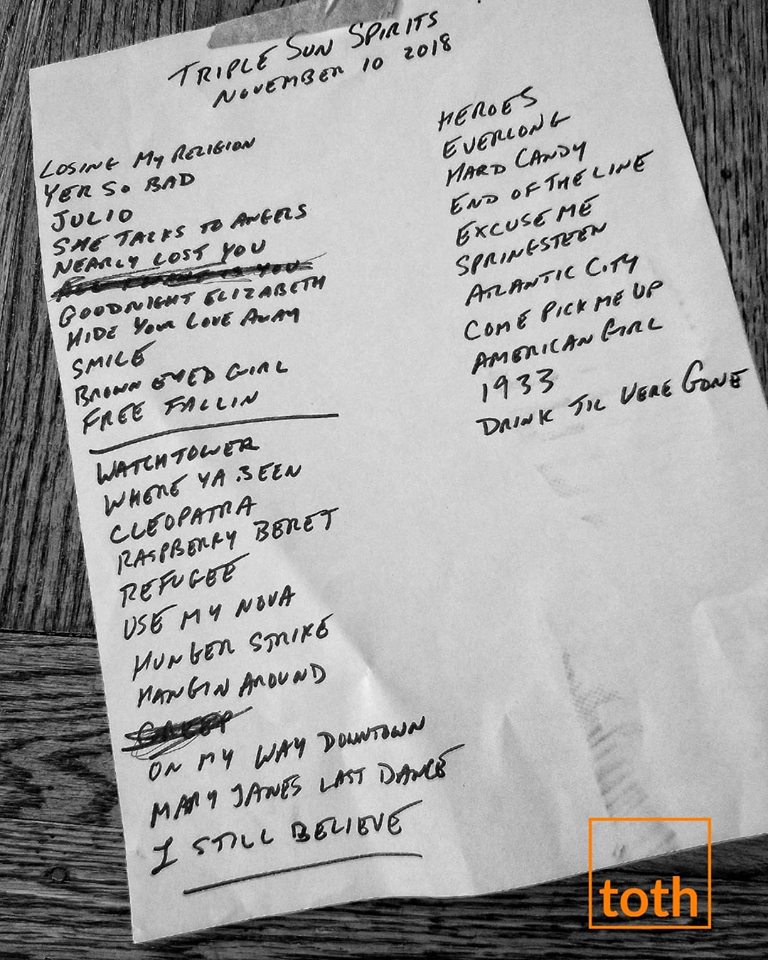 TRIPLE SUN SPIRITS
NOVEMBER 10 2018
LOSING MY RELIGION
YER SO BAD
JULIO
SHE TALKS TO ANGELS
NEARLY LOST YOU
GOODNIGHT ELIZABETH
HIDE YOUR LOVE AWAY
SMILE
BROWN EYED GIRL
FREE FALLIN
WATCHTOWER
WHERE YA BEEN
CLEOPATRA
RASPBERRY BERET
REFUGEE
USE MY NOVA
HUNGER STRIKE
HANGIN AROUND
ON MY WAY DOWNTOWN
MARY JANES LAST DANCE
I STILL BELIEVE
HEROES
EVERLONG
HARD CANDY
END OF THE LINE
EXCUSE ME
SPRINGSTEEN
ATLANTIC CITY
COME PICK ME UP
AMERICAN GIRL
1933
DRINK TIL WERE GONE
toth